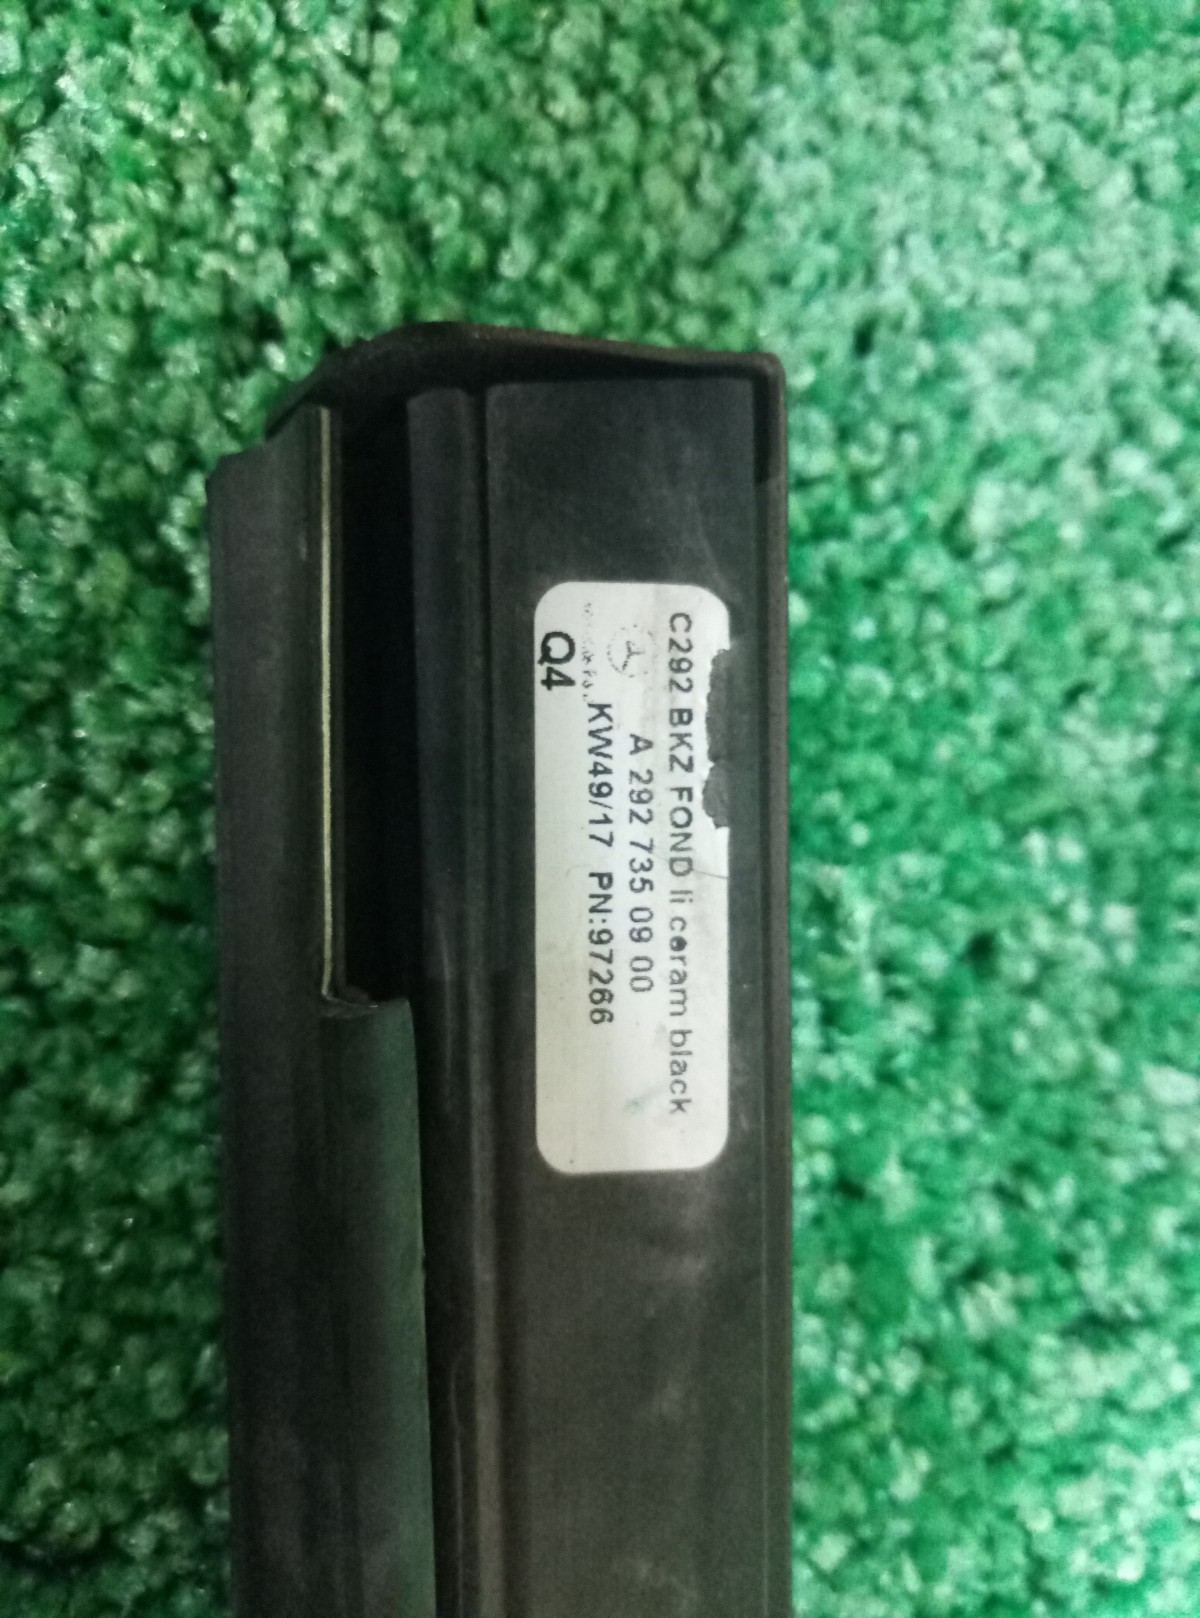 C292 BKZ FOND li ceram black
A 292 735 09 00
KW49/17 PN:97266
Q4